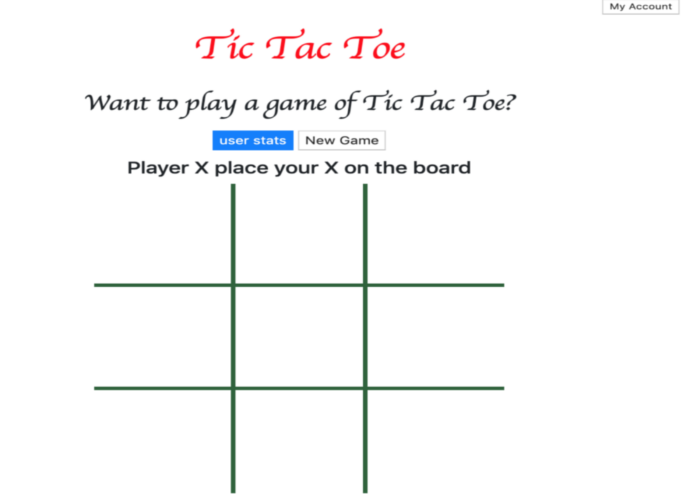 My Account
Tic Tac Toe
Want to play a game of Tic Tac Toe?
user stats New Game
Player X place your X on the board